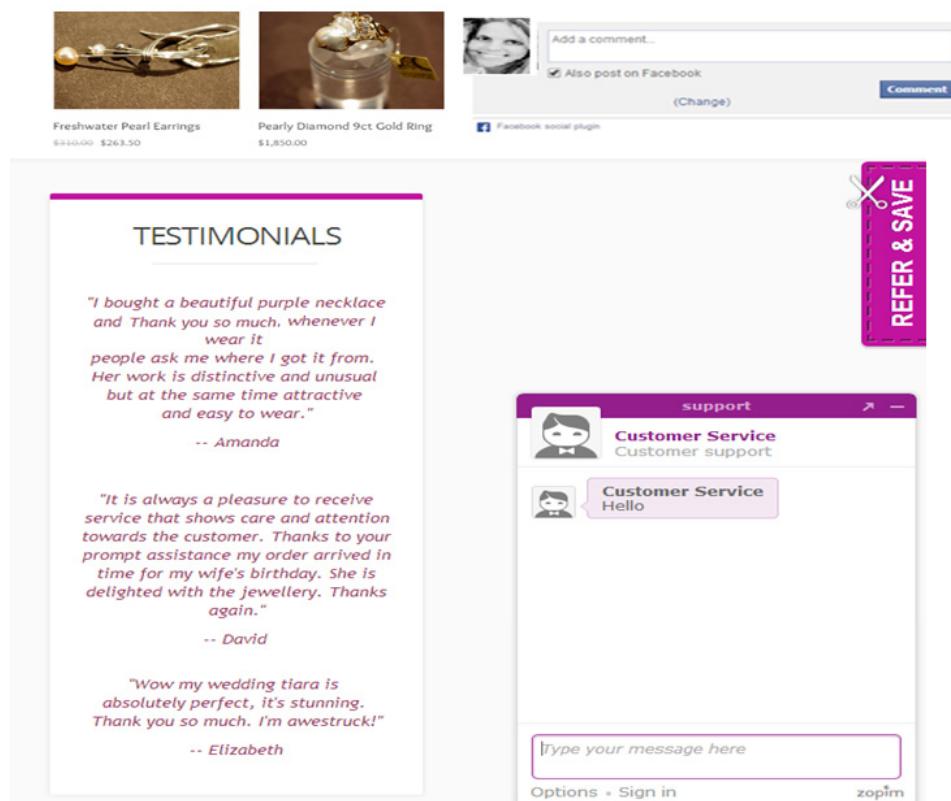 Freshwater Pearl Earrings
$310.00 $263.50
Pearly Diamond 9ct Gold Ring
$1,850.00
Add a comment...
Also post on Facebook
Comment
(Change)
Facebook social plugin
REFER & SAVE
TESTIMONIALS
"I bought a beautiful purple necklace
and Thank you so much. whenever I
wear it
people ask me where I got it from.
Her work is distinctive and unusual
but at the same time attractive
and easy to wear."
-- Amanda
"It is always a pleasure to receive
service that shows care and attention
towards the customer. Thanks to your
prompt assistance my order arrived in
time for my wife's birthday. She is
delighted with the jewellery. Thanks
again."
-- David
"Wow my wedding tiara is
absolutely perfect, it's stunning.
Thank you so much. I'm awestruck!"
-- Elizabeth
support
Customer Service
Customer support
Customer Service
Hello
Type your message here
Options • Sign in
zopim